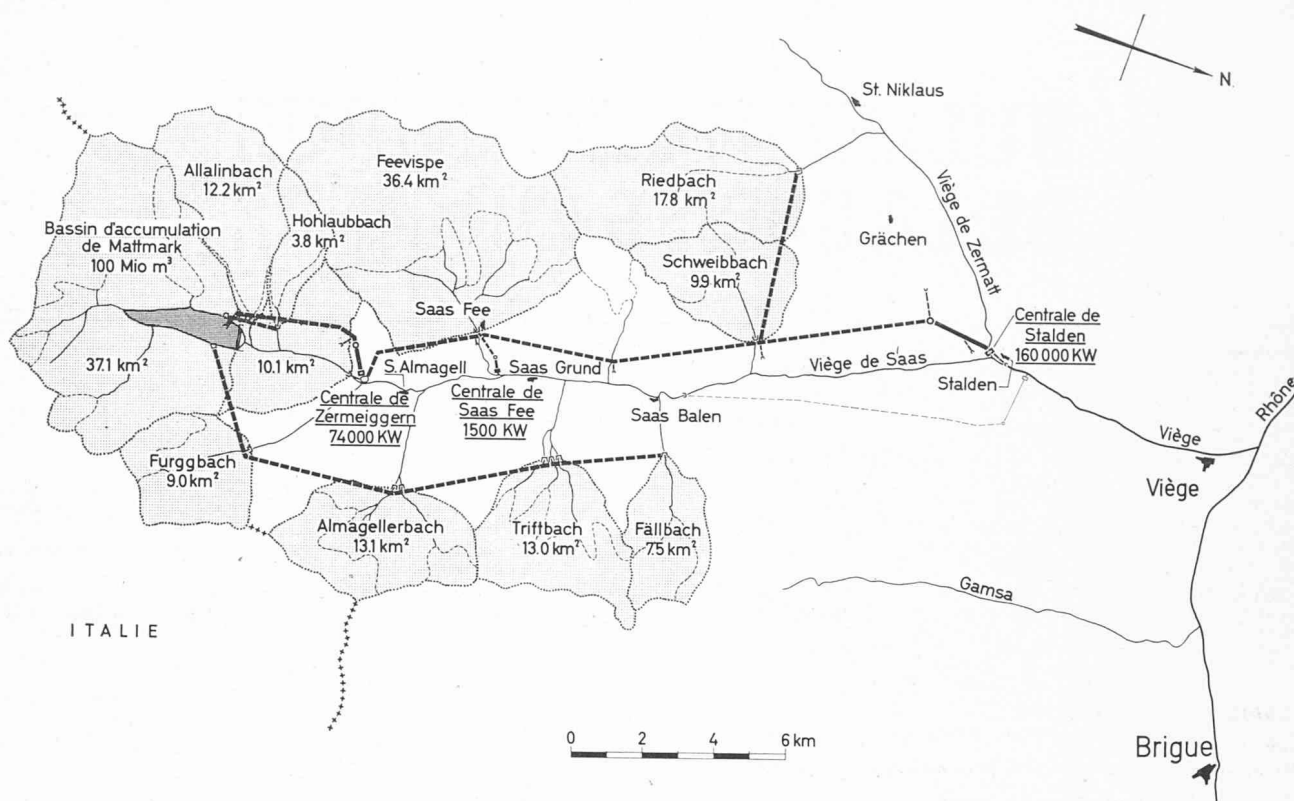 N.
St. Niklaus
Allalinbach
12.2 km²
Feevispe
36.4 km²
Riedbach
17.8 km²
Viège de Zermatt
Grächen
Bassin d'accumulation
de Mattmark
100 Mio m³
Hohlaubbach
3.8 km²
Schweibbach
9.9 km²
Saas Fee
Centrale de
Stalden
160 000 KW
37.1 km²
10.1 km²
S. Almagell
Saas Grund
Viège de Saas
Stalden
Centrale de
Zermeiggern
74 000 KW
Centrale de
Saas Fee
1500 KW
Saas Balen
Rhône
Viège
Viège
Furggbach
9.0 km²
Almagellerbach
13.1 km²
Triftbach
13.0 km²
Fällbach
7.5 km²
Gamsa
ITALIE
0 2 4 6 km
Brigue